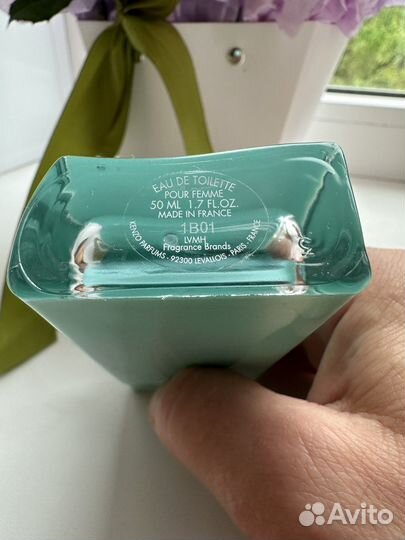 EAU DE TOILETTE
POUR FEMME
50 ML 1.7 FL.OZ.
MADE IN FRANCE
1B01
LVMH
Fragrance Brands
KENZO PARFUMS - 92300 LEVALLOIS - PARIS - FRANCE
Avito